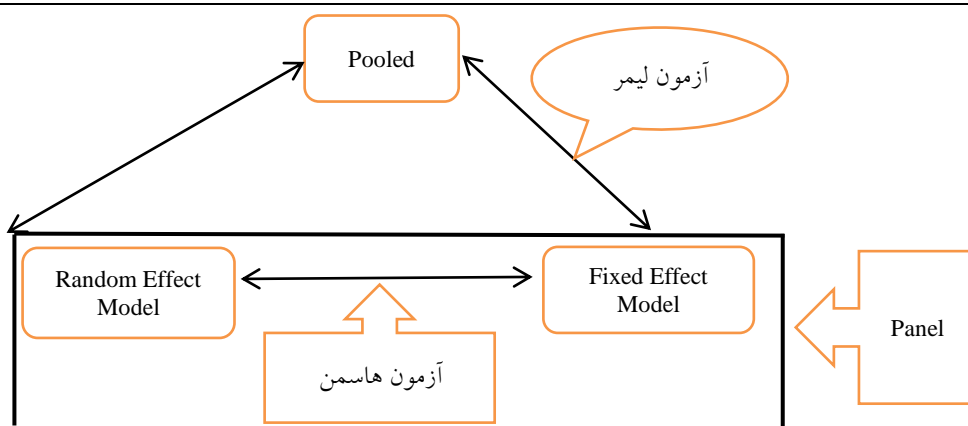 Pooled
آزمون لیمر
Random Effect
Model
Fixed Effect
Model
Panel
آزمون هاسمن